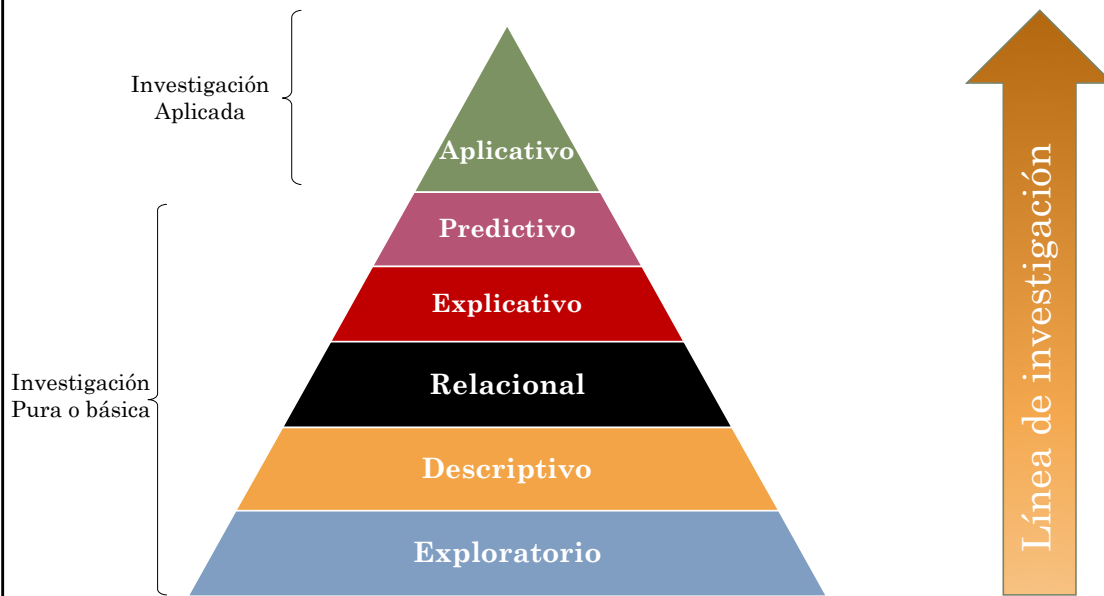 Investigación
Aplicada
Aplicativo
Predictivo
Explicativo
Relacional
Investigación
Pura o básica
Descriptivo
Exploratorio
Línea de investigación